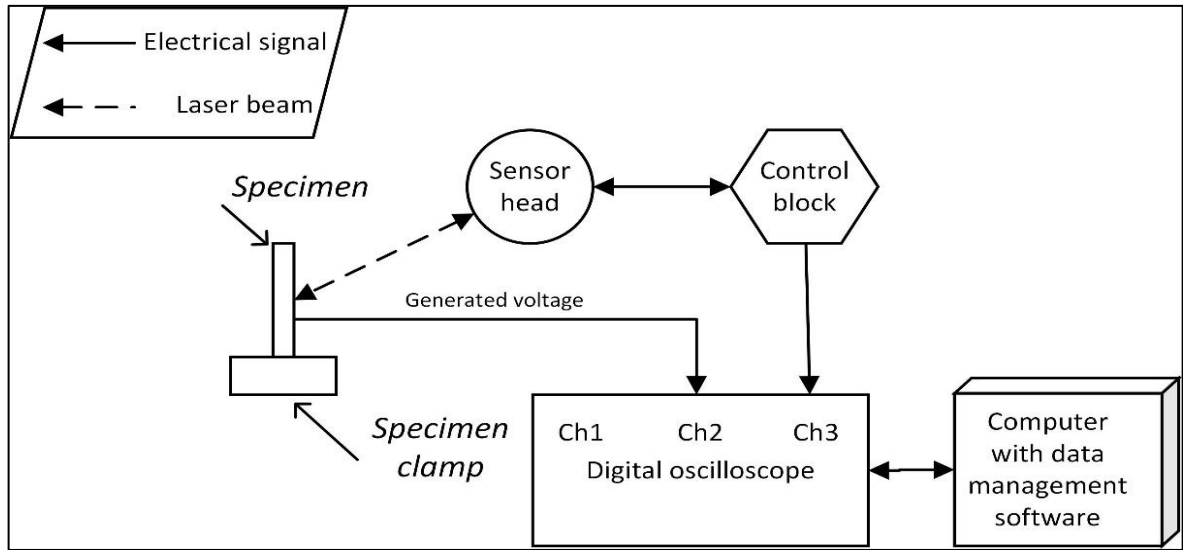 Electrical signal
Laser beam
Specimen
Sensor
head
Control
block
Generated voltage
Specimen
clamp
Ch1 Ch2 Ch3
Digital oscilloscope
Computer
with data
management
software